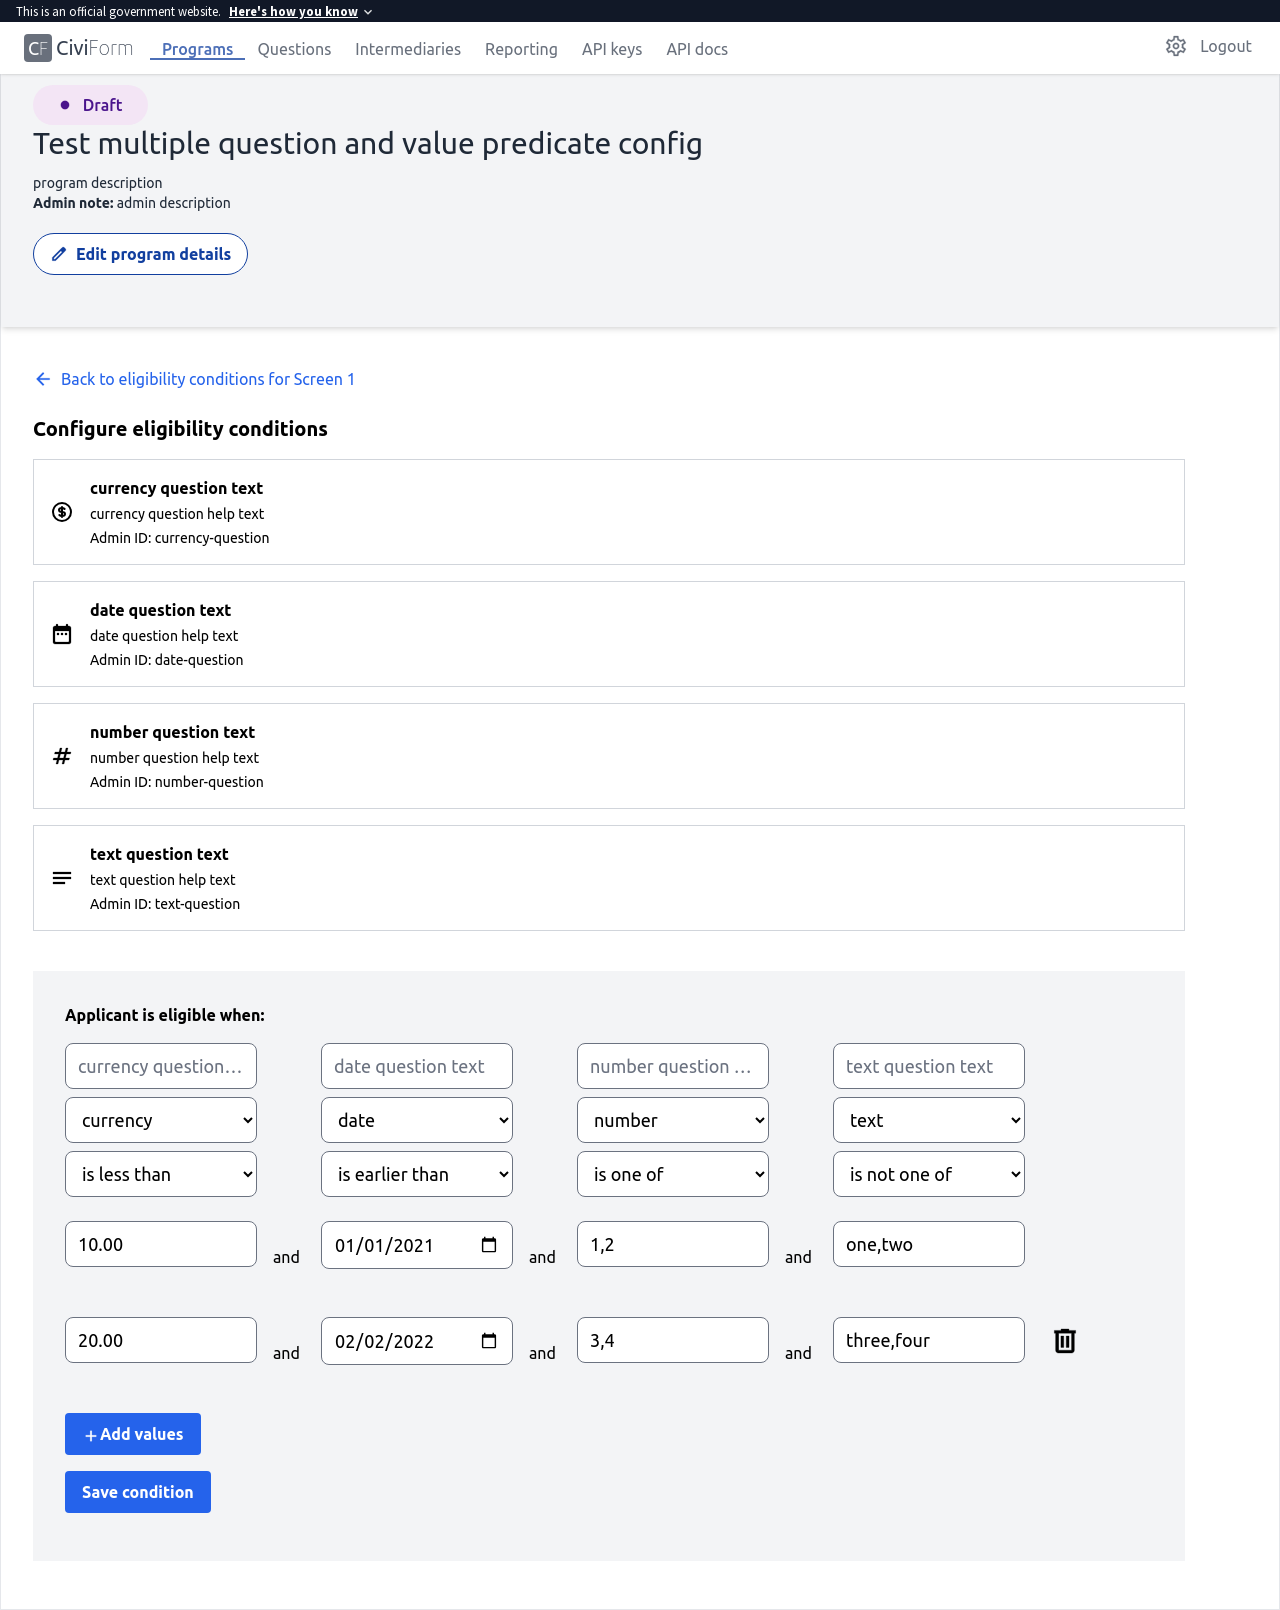 This is an official government website. Here's how you know
CF CiviForm Programs Questions Intermediaries Reporting API keys API docs Logout
Draft
Test multiple question and value predicate config
program description
Admin note: admin description
Edit program details
Back to eligibility conditions for Screen 1
Configure eligibility conditions
currency question text
currency question help text
Admin ID: currency-question
date question text
date question help text
Admin ID: date-question
number question text
number question help text
Admin ID: number-question
text question text
text question help text
Admin ID: text-question
Applicant is eligible when:
currency question... date question text number question ... text question text
currency date number text
is less than is earlier than is one of is not one of
10.00 and 01/01/2021 and 1,2 and one,two
20.00 and 02/02/2022 and 3,4 and three,four
+ Add values
Save condition